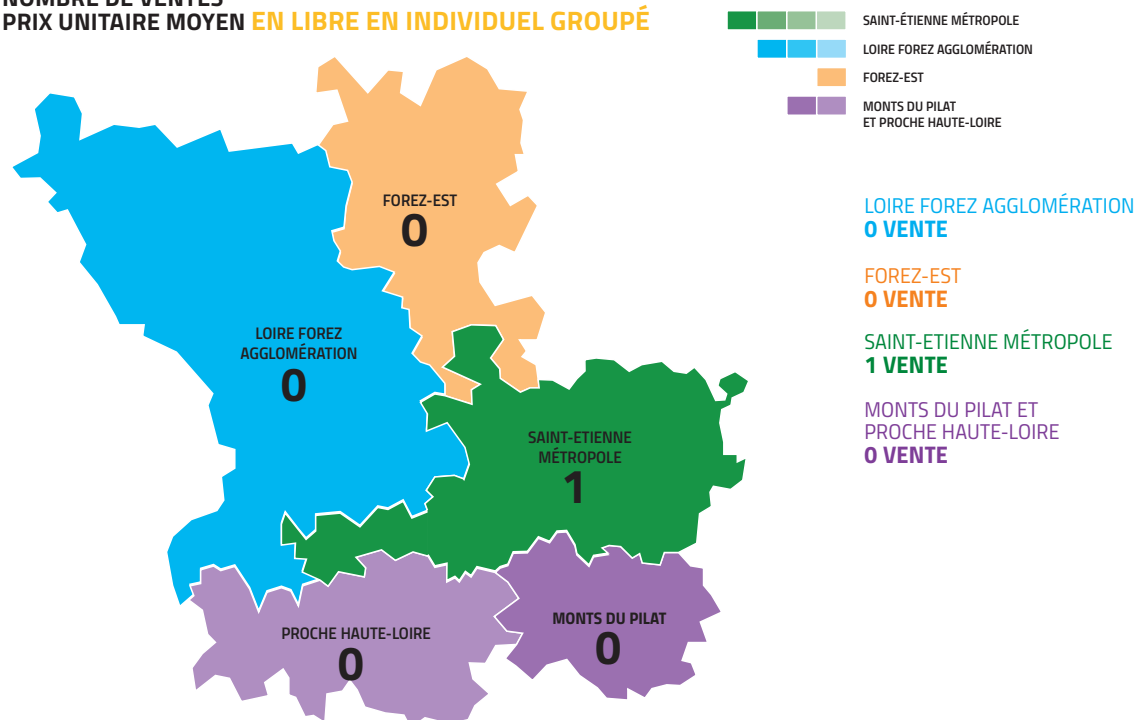 NOMBRE DE VENTES
PRIX UNITAIRE MOYEN EN LIBRE EN INDIVIDUEL GROUPÉ
SAINT-ÉTIENNE MÉTROPOLE
LOIRE FOREZ AGGLOMÉRATION
FOREZ-EST
MONTS DU PILAT
ET PROCHE HAUTE-LOIRE
FOREZ-EST
0
LOIRE FOREZ
AGGLOMÉRATION
0
SAINT-ETIENNE
MÉTROPOLE
1
PROCHE HAUTE-LOIRE
0
MONTS DU PILAT
0
LOIRE FOREZ AGGLOMÉRATION
0 VENTE
FOREZ-EST
0 VENTE
SAINT-ETIENNE MÉTROPOLE
1 VENTE
MONTS DU PILAT ET
PROCHE HAUTE-LOIRE
0 VENTE